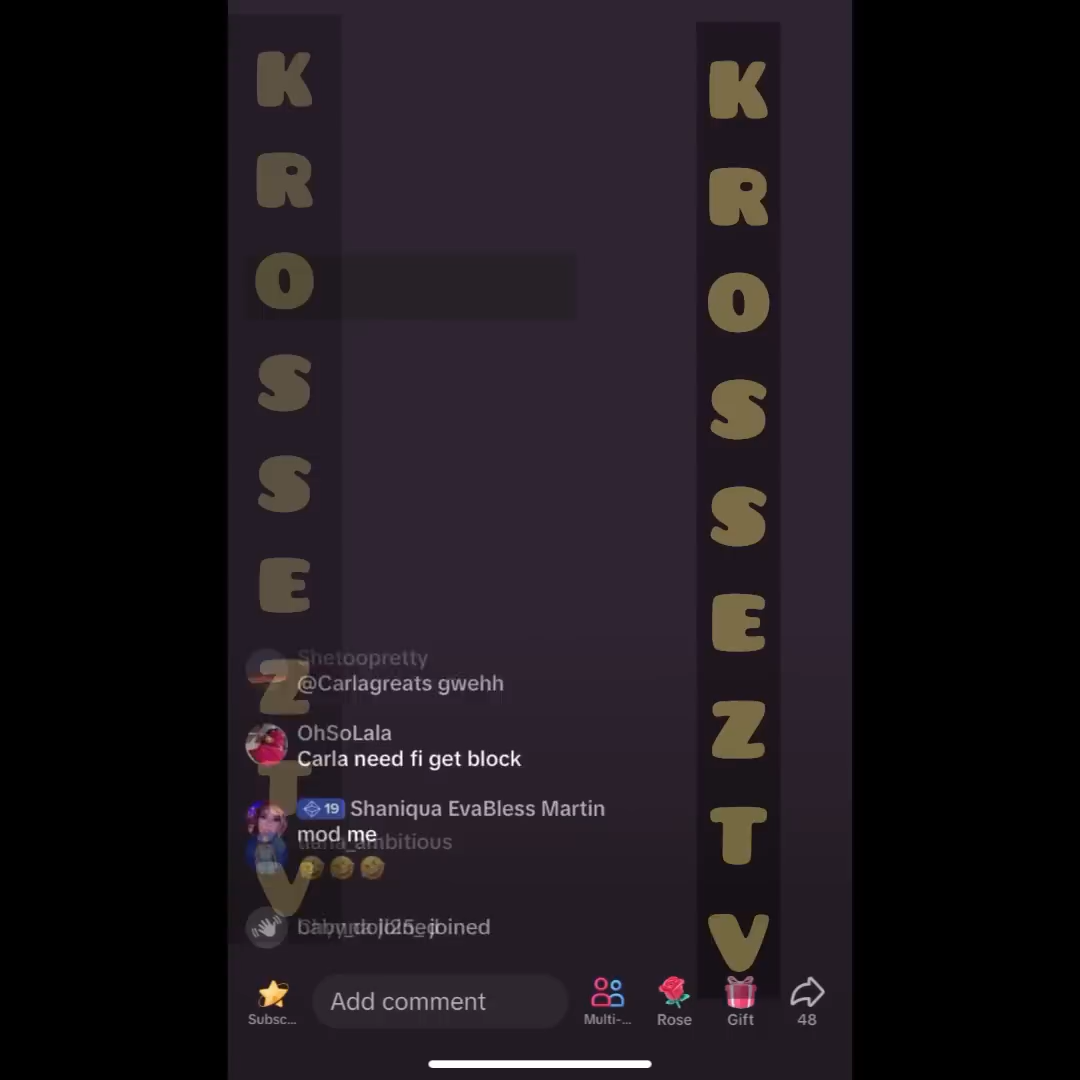 KROSSEZTV
KROSSEZTV
Shetoopretty
@Carlagreats gwehh
OhSoLala
Carla need fi get block
19 Shaniqua EvaBless Martin
mod me
joined
Subsc...
Add comment
Multi-...
Rose
Gift
48